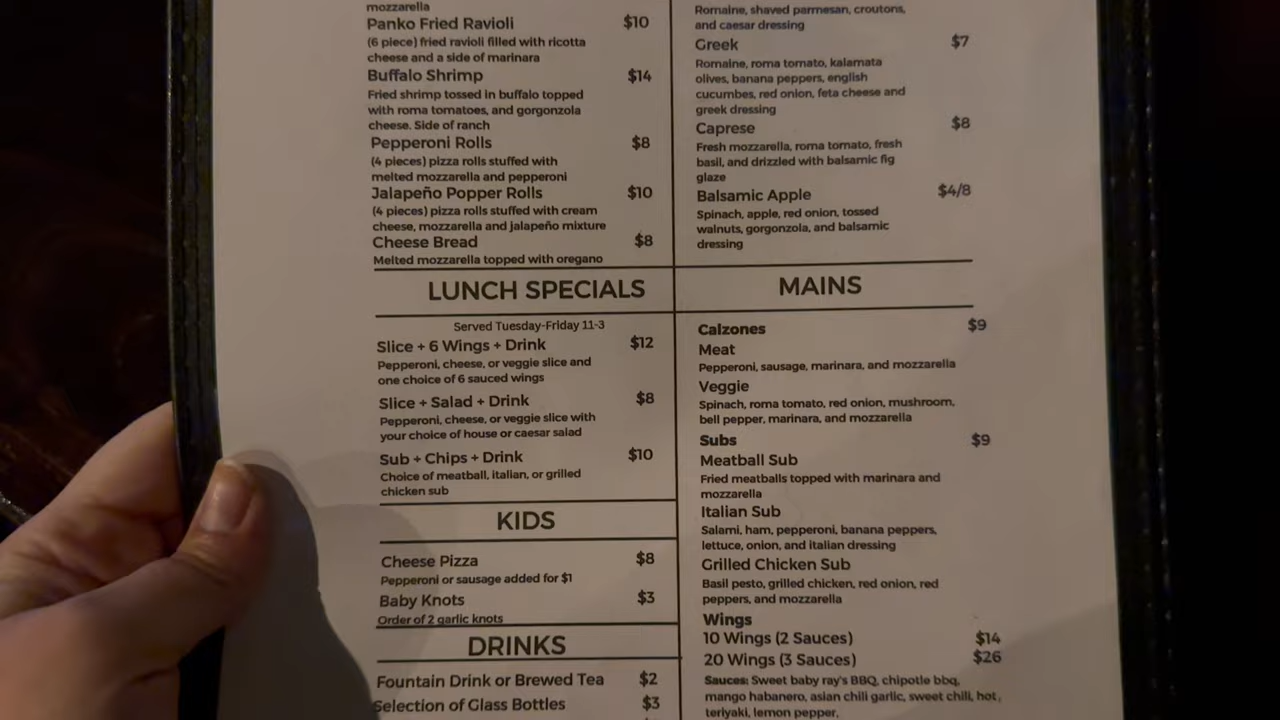 mozzarella
Panko Fried Ravioli $10
(6 piece) fried ravioli filled with ricotta
cheese and a side of marinara
Buffalo Shrimp $14
Fried shrimp tossed in buffalo topped
with roma tomatoes, and gorgonzola
cheese. Side of ranch
Pepperoni Rolls $8
(4 pieces) pizza rolls stuffed with
melted mozzarella and pepperoni
Jalapeño Popper Rolls $10
(4 pieces) pizza rolls stuffed with cream
cheese, mozzarella and jalapeño mixture
Cheese Bread $8
Melted mozzarella topped with oregano
LUNCH SPECIALS
Served Tuesday-Friday 11-3
Slice + 6 Wings + Drink $12
Pepperoni, cheese, or veggie slice and
one choice of 6 sauced wings
Slice + Salad + Drink $8
Pepperoni, cheese, or veggie slice with
your choice of house or caesar salad
Sub + Chips + Drink $10
Choice of meatball, italian, or grilled
chicken sub
KIDS
Cheese Pizza $8
Pepperoni or sausage added for $1
Baby Knots $3
Order of 2 garlic knots
DRINKS
Fountain Drink or Brewed Tea $2
Selection of Glass Bottles $3
Romaine, shaved parmesan, croutons,
and caesar dressing
Greek $7
Romaine, roma tomato, kalamata
olives, banana peppers, english
cucumbes, red onion, feta cheese and
greek dressing
Caprese $8
Fresh mozzarella, roma tomato, fresh
basil, and drizzled with balsamic fig
glaze
Balsamic Apple $4/8
Spinach, apple, red onion, tossed
walnuts, gorgonzola, and balsamic
dressing
MAINS
Calzones $9
Meat
Pepperoni, sausage, marinara, and mozzarella
Veggie
Spinach, roma tomato, red onion, mushroom,
bell pepper, marinara, and mozzarella
Subs $9
Meatball Sub
Fried meatballs topped with marinara and
mozzarella
Italian Sub
Salami, ham, pepperoni, banana peppers,
lettuce, onion, and italian dressing
Grilled Chicken Sub
Basil pesto, grilled chicken, red onion, red
peppers, and mozzarella
Wings
10 Wings (2 Sauces) $14
20 Wings (3 Sauces) $26
Sauces: Sweet baby ray's BBQ, chipotle bbq,
mango habanero, asian chili garlic, sweet chili, hot,
teriyaki, lemon pepper,